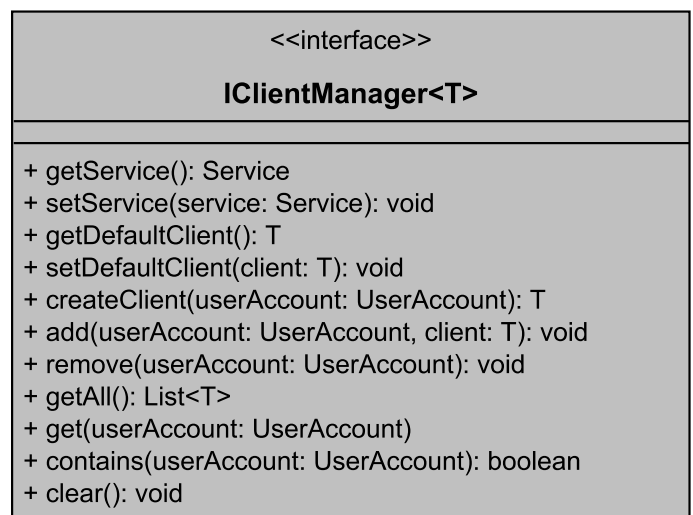 <<interface>>
IClientManager<T>
+ getService(): Service
+ setService(service: Service): void
+ getDefaultClient(): T
+ setDefaultClient(client: T): void
+ createClient(userAccount: UserAccount): T
+ add(userAccount: UserAccount, client: T): void
+ remove(userAccount: UserAccount): void
+ getAll(): List<T>
+ get(userAccount: UserAccount)
+ contains(userAccount: UserAccount): boolean
+ clear(): void